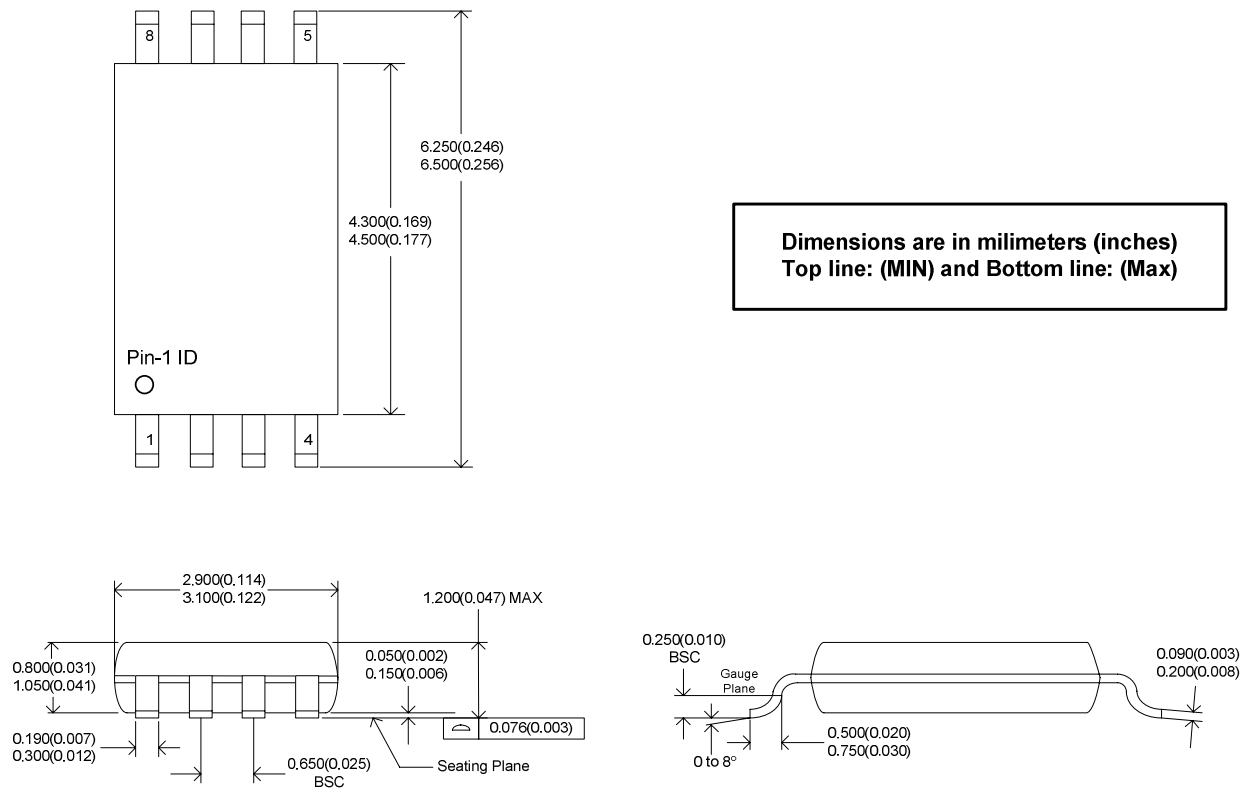 8
5
6.250(0.246)
6.500(0.256)
4.300(0.169)
4.500(0.177)
Dimensions are in milimeters (inches)
Top line: (MIN) and Bottom line: (Max)
Pin-1 ID
1
4
2.900(0.114)
3.100(0.122)
1.200(0.047) MAX
0.800(0.031)
1.050(0.041)
0.050(0.002)
0.150(0.006)
0.076(0.003)
0.190(0.007)
0.300(0.012)
0.650(0.025)
BSC
Seating Plane
0.250(0.010)
BSC
Gauge
Plane
0.090(0.003)
0.200(0.008)
0.500(0.020)
0.750(0.030)
0 to 8°